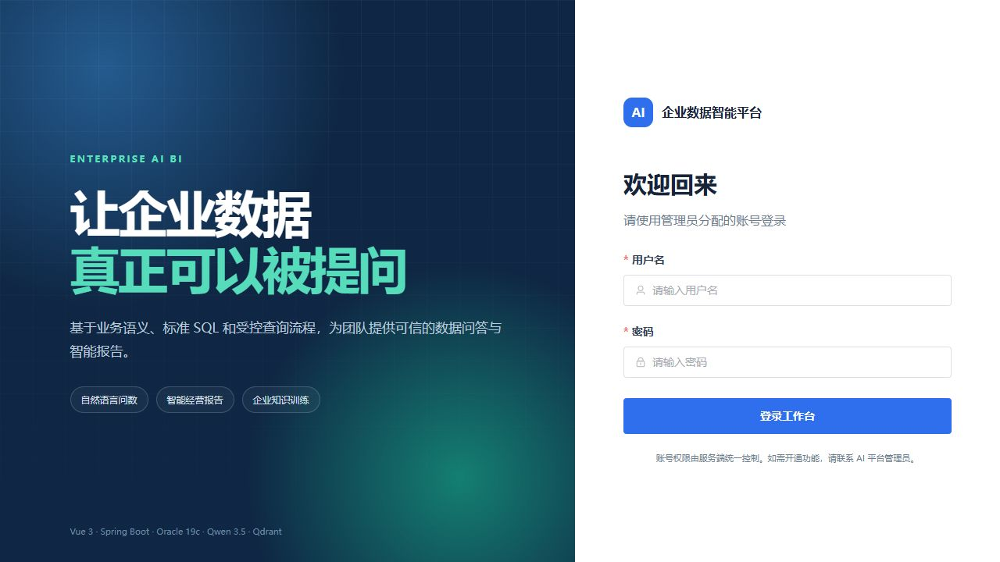 ENTERPRISE AI BI
让企业数据
真正可以被提问
基于业务语义、标准 SQL 和受控查询流程，为团队提供可信的数据问答与
智能报告。
自然语言问数
智能经营报告
企业知识训练
Vue 3 · Spring Boot · Oracle 19c · Qwen 3.5 · Qdrant
AI 企业数据智能平台
欢迎回来
请使用管理员分配的账号登录
* 用户名
请输入用户名
* 密码
请输入密码
登录工作台
账号权限由服务端统一控制。如需开通功能，请联系 AI 平台管理员。